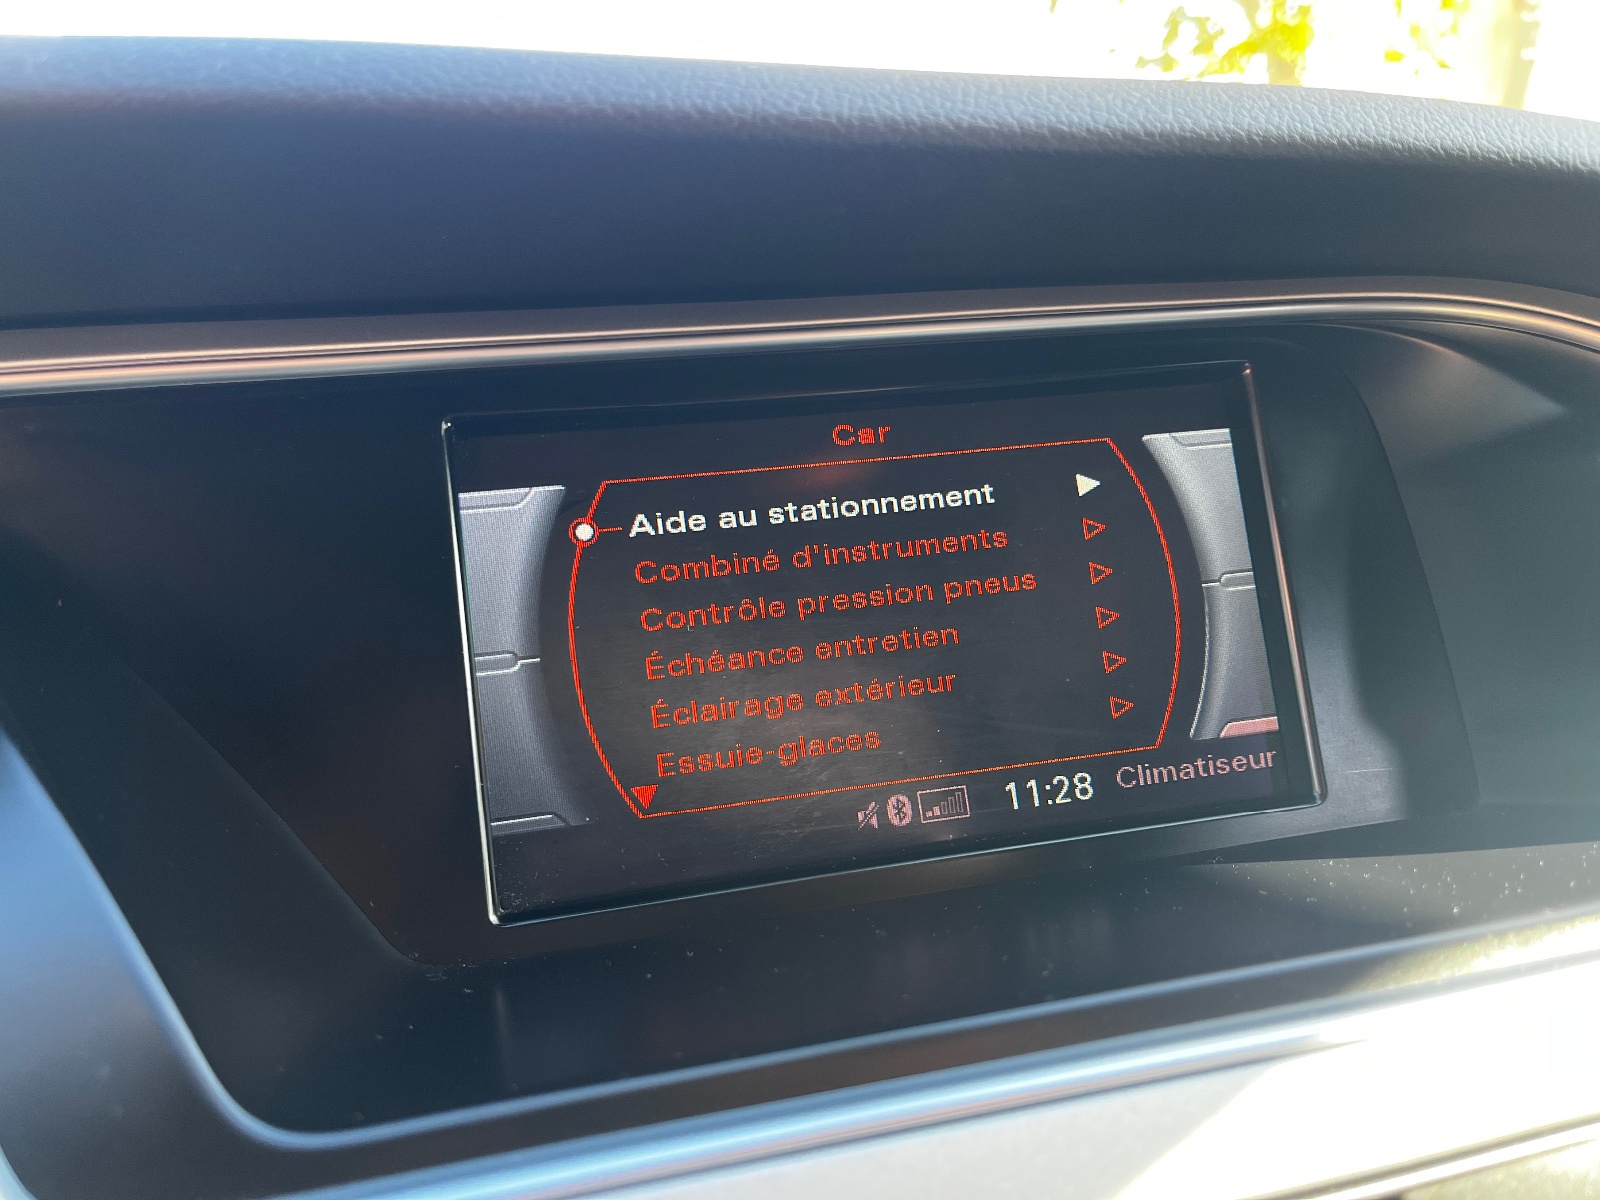 Car
Aide au stationnement
Combiné d'instruments
Contrôle pression pneus
Échéance entretien
Éclairage extérieur
Essuie-glaces
11:28 Climatiseur